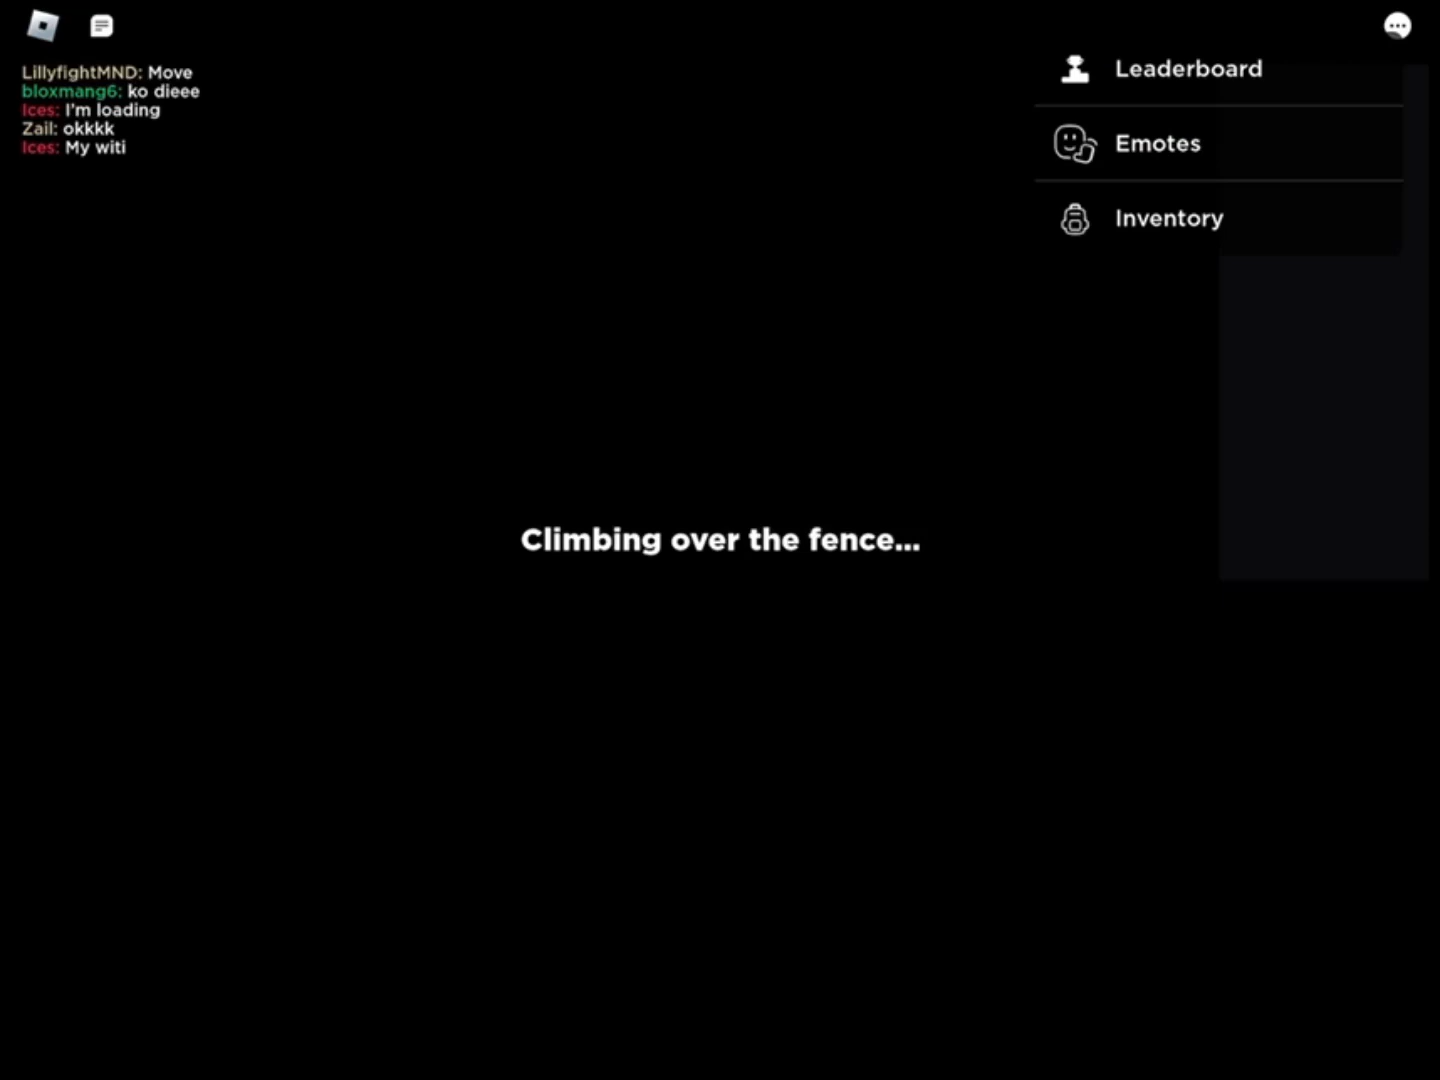 LillyfightMND: Move
bloxmang6: ko dieee
Ices: I'm loading
Zail: okkkk
Ices: My witi
Leaderboard
Emotes
Inventory
Climbing over the fence...